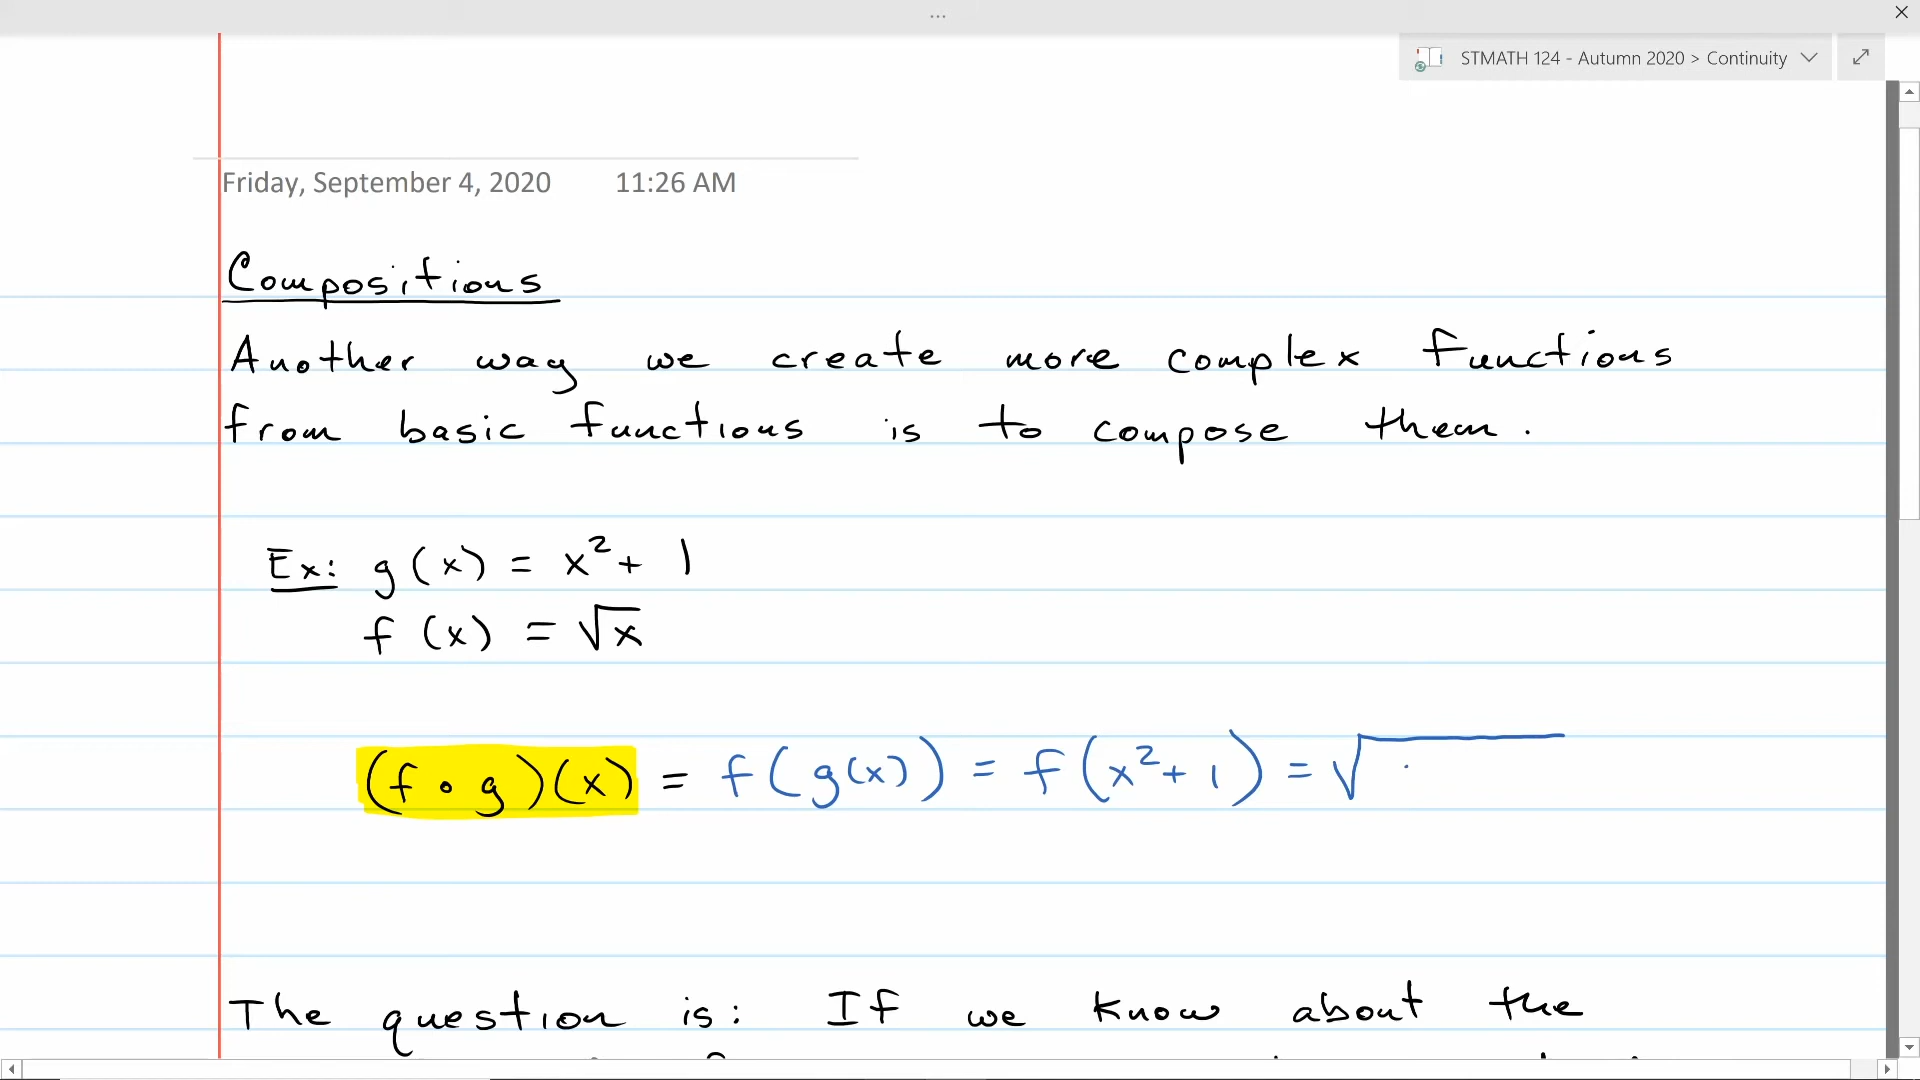 ...
STMATH 124 - Autumn 2020 > Continuity
Friday, September 4, 2020 11:26 AM
Compositions
Another way we create more complex functions
from basic functions is to compose them.
Ex: g(x) = x² + 1
f(x) = √x
(f ∘ g)(x) = f(g(x)) = f(x² + 1) = √
The question is: If we know about the